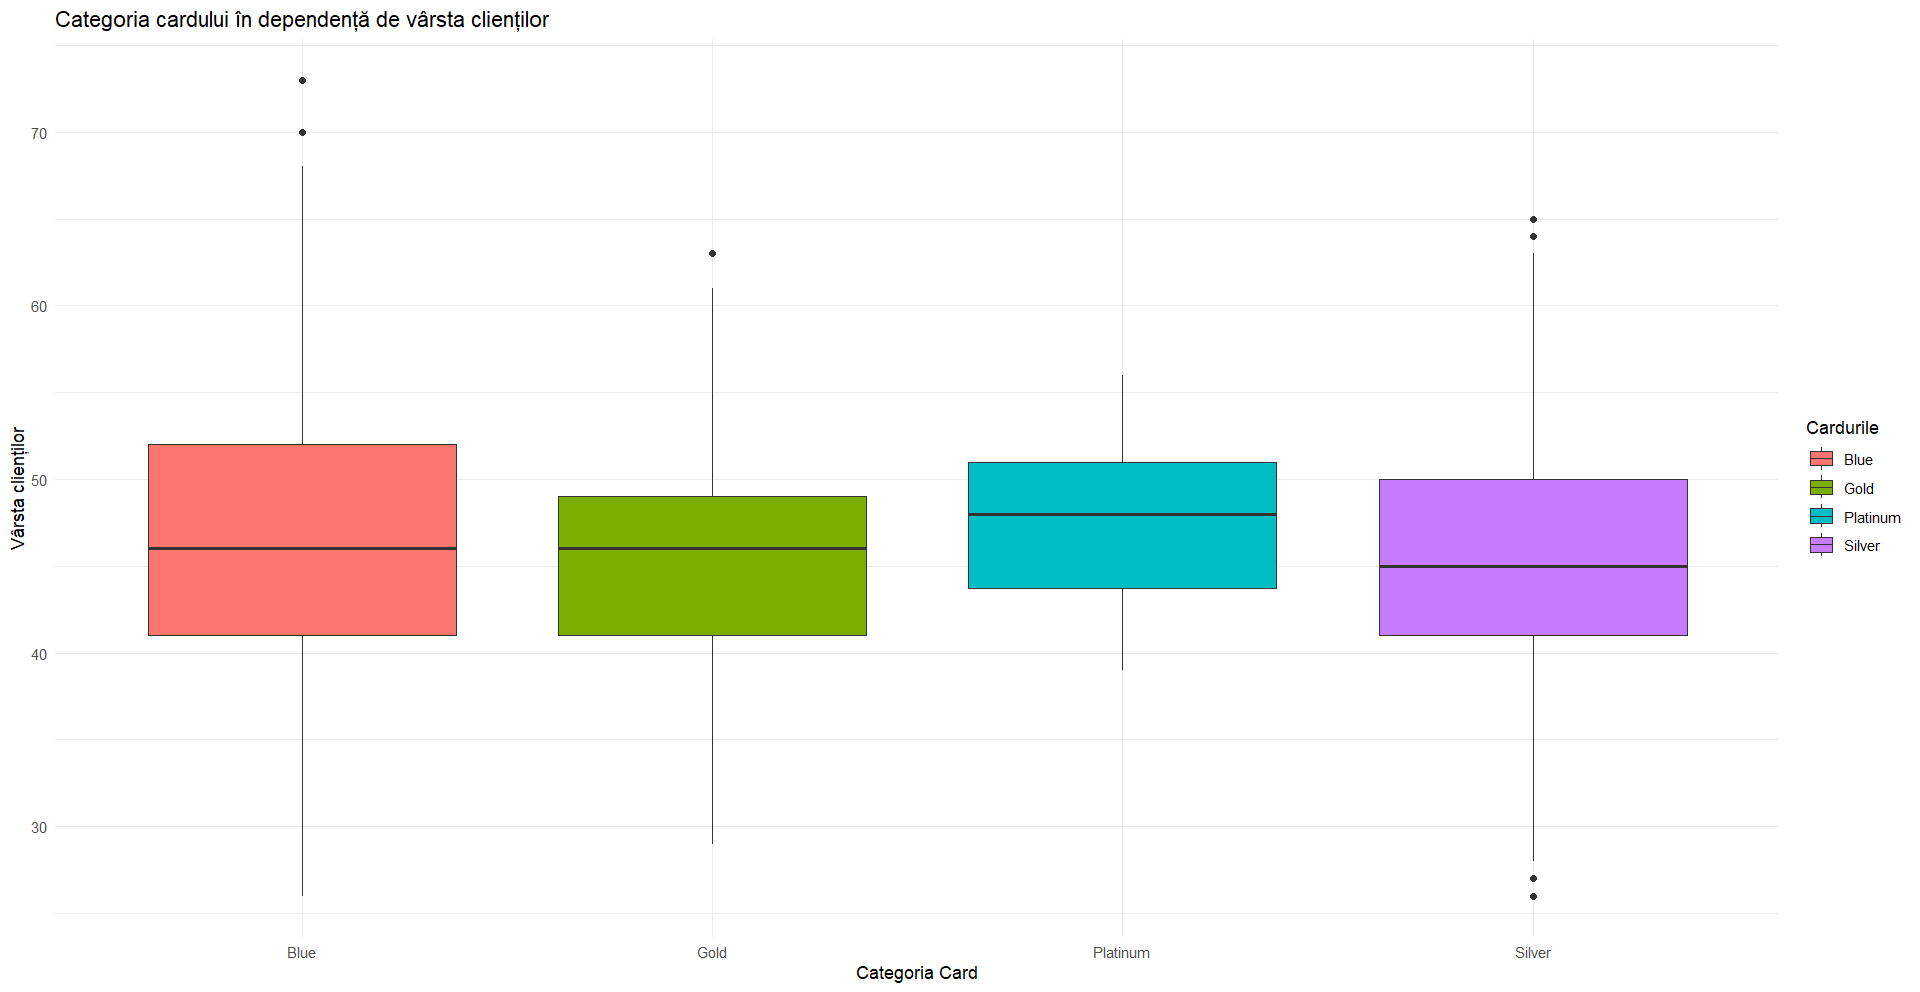 Categoria cardului în dependență de vârsta clienților
Vârsta clienților
70
60
50
40
30
Blue
Gold
Platinum
Silver
Categoria Card
Cardurile
Blue
Gold
Platinum
Silver